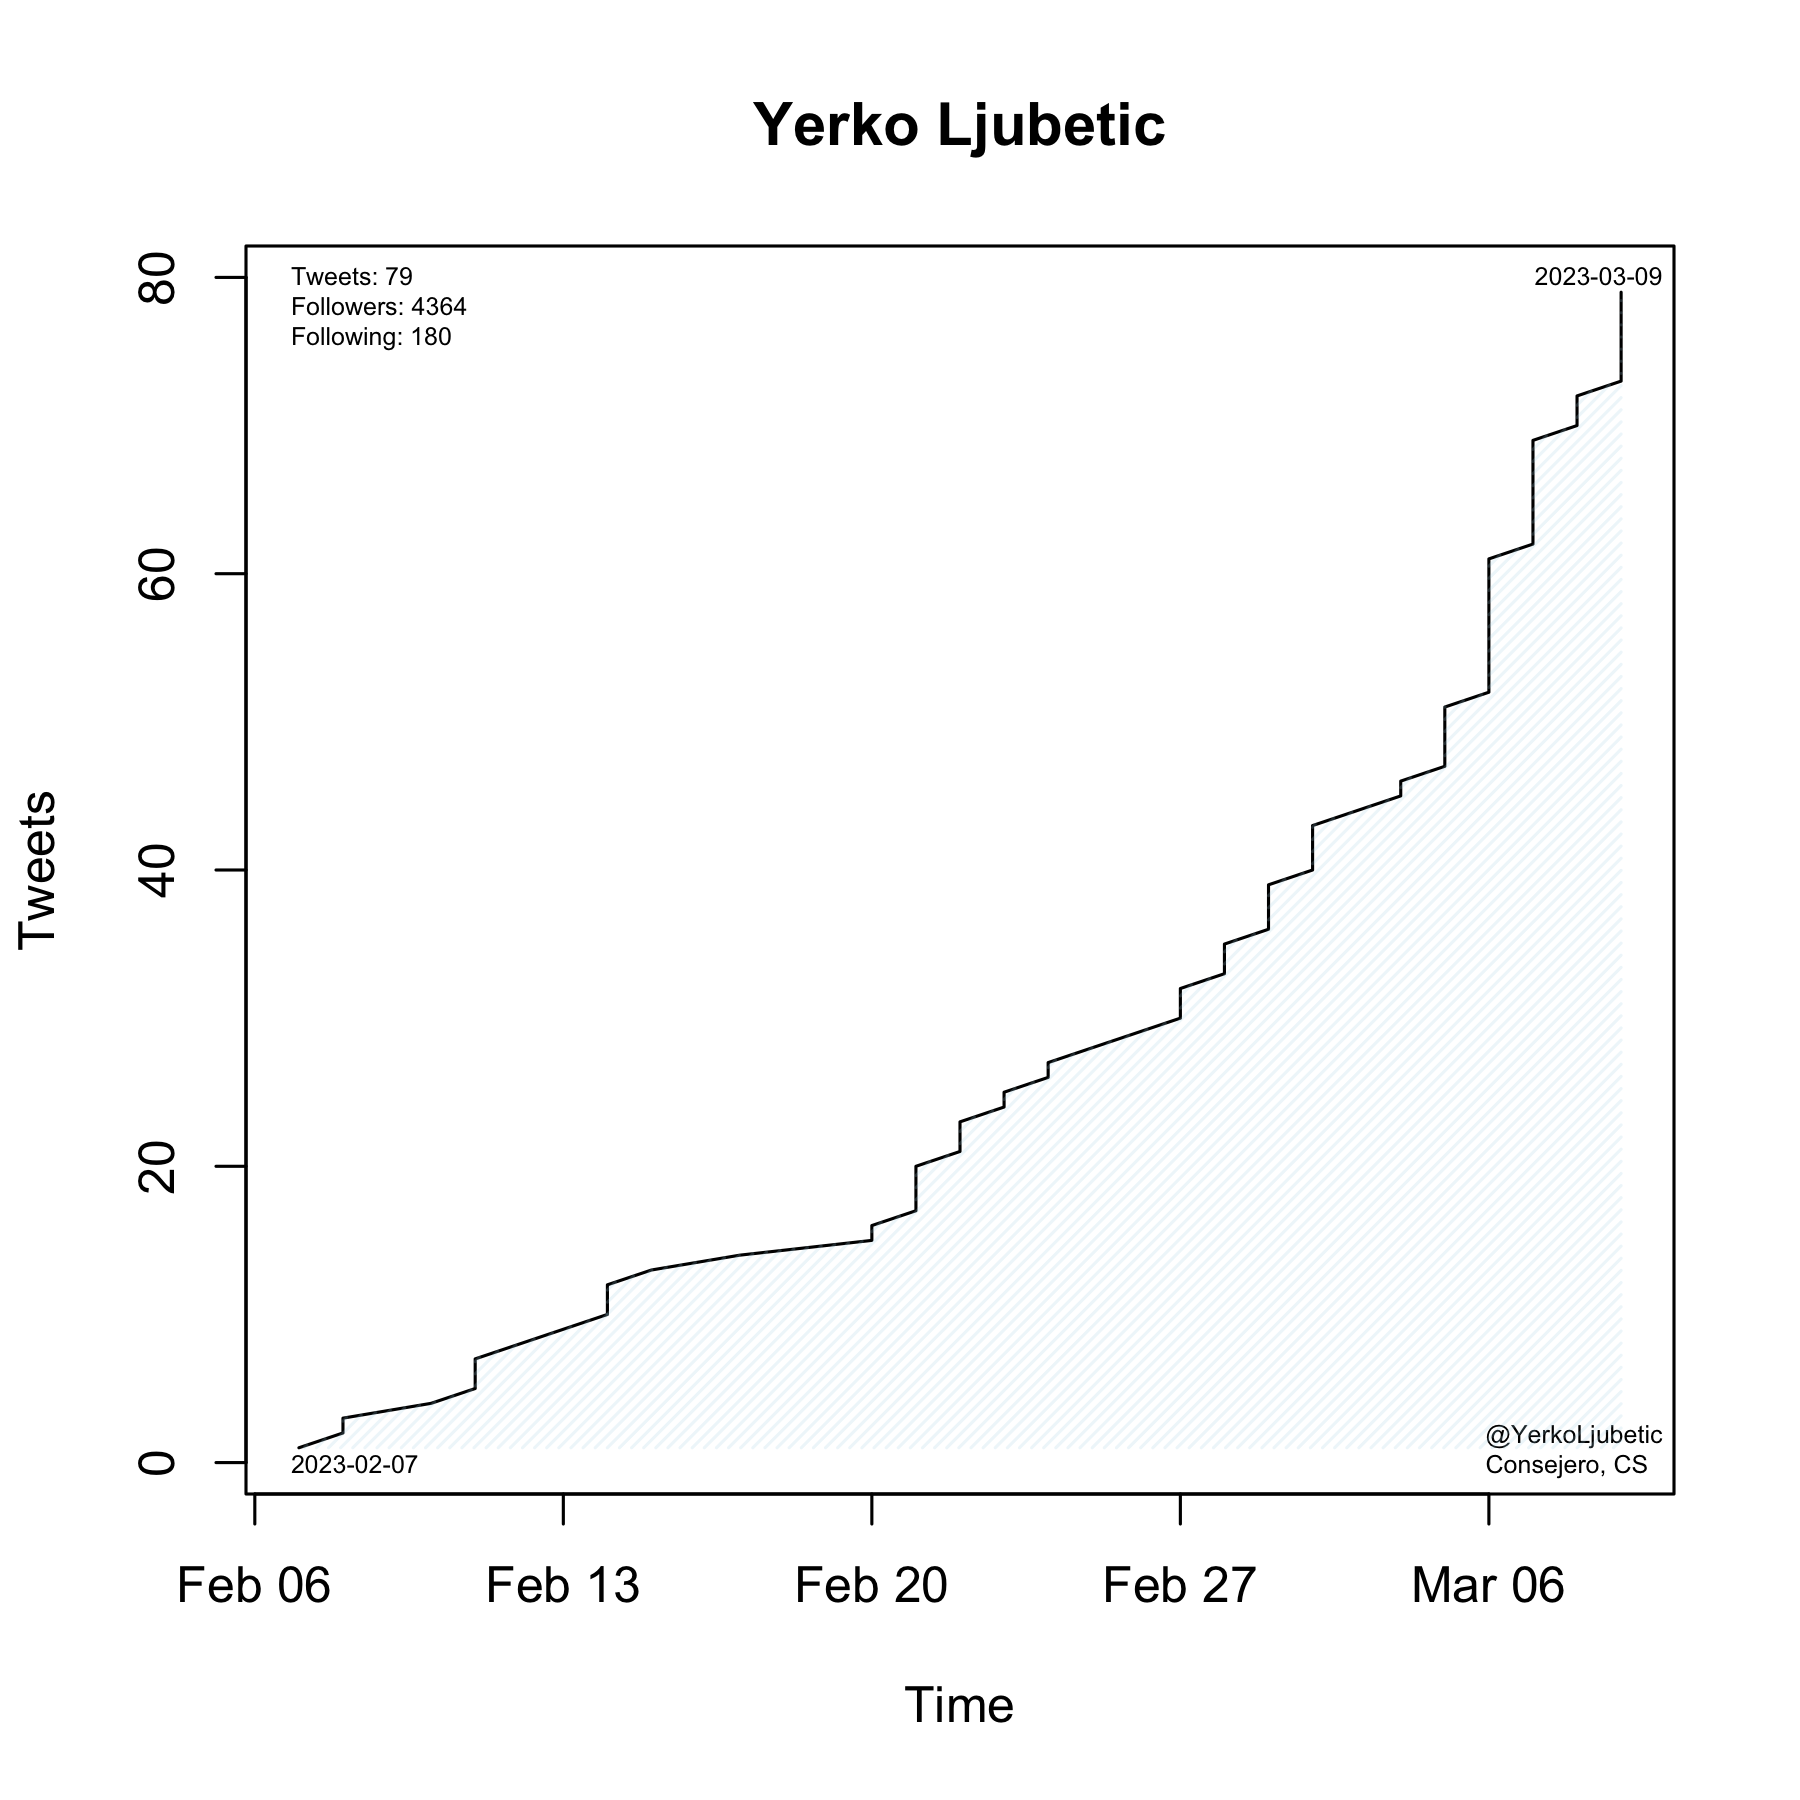 Yerko Ljubetic
Tweets: 79
Followers: 4364
Following: 180
2023-03-09
80
60
40
20
0
Tweets
2023-02-07
@YerkoLjubetic
Consejero, CS
Feb 06
Feb 13
Feb 20
Feb 27
Mar 06
Time